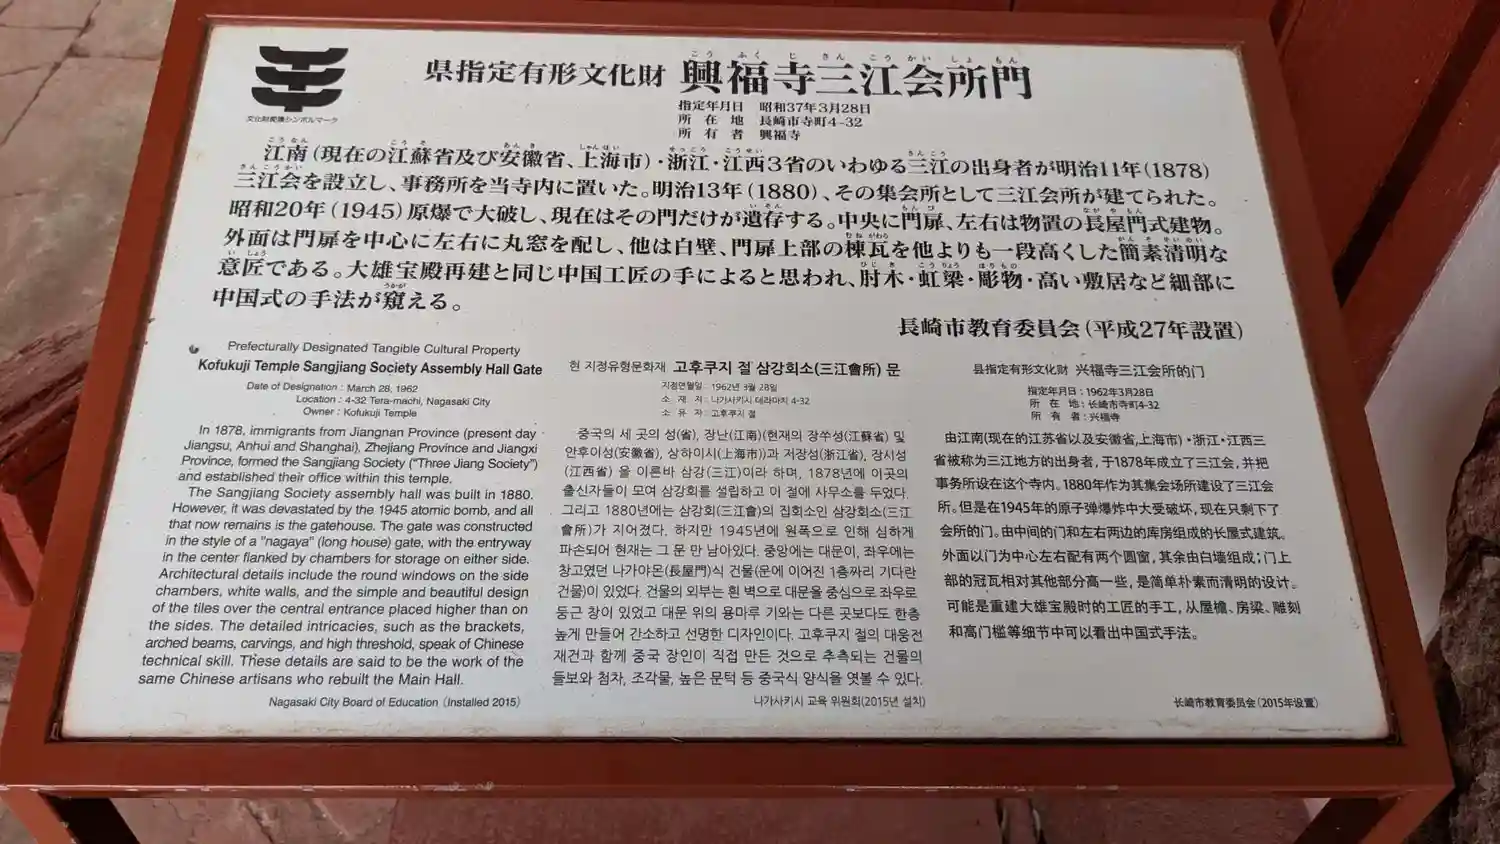 文化財愛護シンボルマーク
県指定有形文化財 興福寺三江会所門
指定年月日 昭和37年3月28日
所在地 長崎市寺町4-32
所有者 興福寺
江南(現在の江蘇省及び安徽省、上海市)・浙江・江西3省のいわゆる三江の出身者が明治11年(1878)
三江会を設立し、事務所を当寺内に置いた。明治13年(1880)、その集会所として三江会所が建てられた。
昭和20年(1945)原爆で大破し、現在はその門だけが遺存する。中央に門扉、左右は物置の長屋門式建物。
外面は門扉を中心に左右に丸窓を配し、他は白壁、門扉上部の棟瓦を他よりも一段高くした簡素清明な
意匠である。大雄宝殿再建と同じ中国工匠の手によると思われ、肘木・虹梁・彫物・高い敷居など細部に
中国式の手法が窺える。
長崎市教育委員会(平成27年設置)
Prefecturally Designated Tangible Cultural Property
Kofukuji Temple Sangjiang Society Assembly Hall Gate
Date of Designation : March 28, 1962
Location : 4-32 Tera-machi, Nagasaki City
Owner : Kofukuji Temple
In 1878, immigrants from Jiangnan Province (present day
Jiangsu, Anhui and Shanghai), Zhejiang Province and Jiangxi
Province, formed the Sangjiang Society ("Three Jiang Society")
and established their office within this temple.
The Sangjiang Society assembly hall was built in 1880.
However, it was devastated by the 1945 atomic bomb, and all
that now remains is the gatehouse. The gate was constructed
in the style of a "nagaya" (long house) gate, with the entryway
in the center flanked by chambers for storage on either side.
Architectural details include the round windows on the side
chambers, white walls, and the simple and beautiful design
of the tiles over the central entrance placed higher than on
the sides. The detailed intricacies, such as the brackets,
arched beams, carvings, and high threshold, speak of Chinese
technical skill. These details are said to be the work of the
same Chinese artisans who rebuilt the Main Hall.
Nagasaki City Board of Education (Installed 2015)
현 지정유형문화재 고후쿠지 절 삼강회소(三江會所) 문
지정연월일 : 1962년 3월 28일
소재지 : 나가사키시 데라마치 4-32
소유자 : 고후쿠지 절
중국의 세 곳의 성(省), 장난(江南)(현재의 장쑤성(江蘇省) 및
안후이성(安徽省), 상하이시(上海市))과 저장성(浙江省), 장시성
(江西省) 을 이른바 삼강(三江)이라 하며, 1878년에 이곳의
출신자들이 모여 삼강회를 설립하고 이 절에 사무소를 두었다.
그리고 1880년에는 삼강회(三江會)의 집회소인 삼강회소(三江
會所)가 지어졌다. 하지만 1945년에 원폭으로 인해 심하게
파손되어 현재는 그 문 만 남아있다. 중앙에는 대문이, 좌우에는
창고였던 나가야몬(長屋門)식 건물(문에 이어진 1층짜리 기다란
건물)이 있었다. 건물의 외부는 흰 벽으로 대문을 중심으로 좌우로
둥근 창이 있었고 대문 위의 용마루 기와는 다른 곳보다도 한층
높게 만들어 간소하고 선명한 디자인이다. 고후쿠지 절의 대웅전
재건과 함께 중국 장인이 직접 만든 것으로 추측되는 건물의
들보와 첨차, 조각물, 높은 문턱 등 중국식 양식을 엿볼 수 있다.
나가사키시 교육 위원회(2015년 설치)
县指定有形文化财 兴福寺三江会所的门
指定年月日 : 1962年3月28日
所在地 : 长崎市寺町4-32
所有者 : 兴福寺
由江南(现在的江苏省以及安徽省,上海市)・浙江・江西三
省被称为三江地方的出身者，于1878年成立了三江会，并把
事务所设在这个寺内。1880年作为其集会场所建设了三江会
所。但是在1945年的原子弹爆炸中大受破坏，现在只剩下了
会所的门。由中间的门和左右两边的库房组成的长屋式建筑。
外面以门为中心左右配有两个圆窗，其余由白墙组成；门上
部的冠瓦相对其他部分高一些，是简单朴素而清明的设计。
可能是重建大雄宝殿时的工匠的手工，从屋檐、房梁、雕刻
和高门槛等细节中可以看出中国式手法。
长崎市教育委员会(2015年设置)